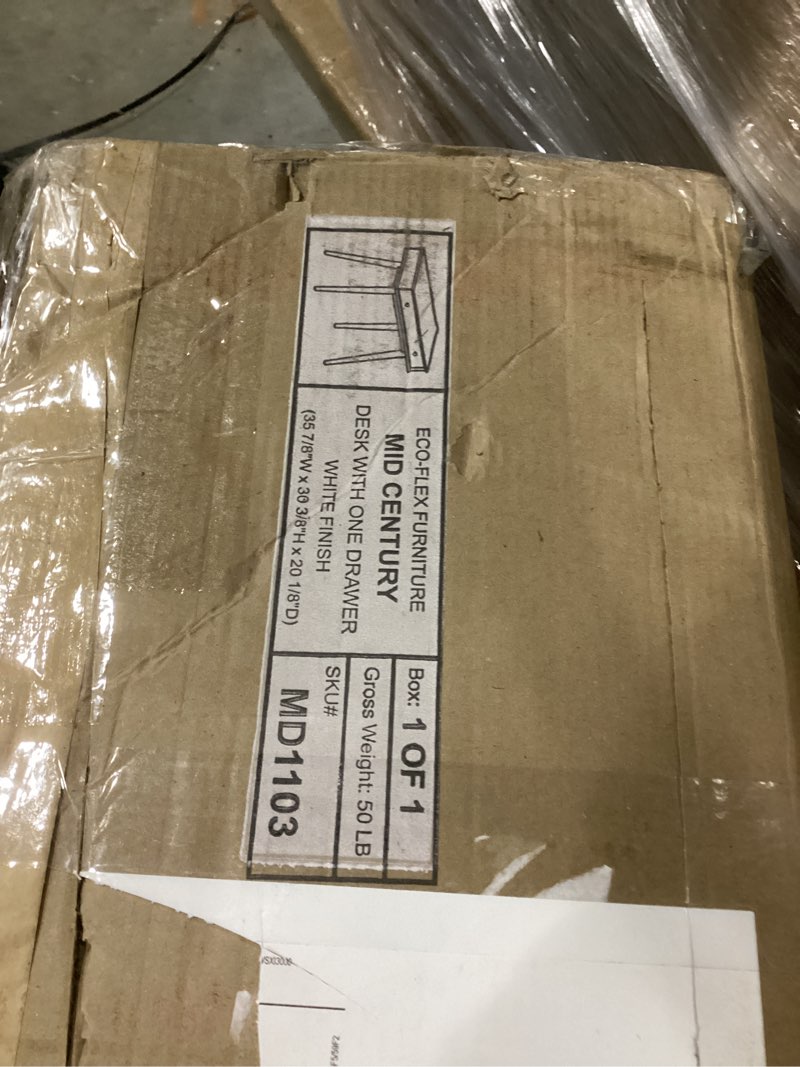 ECO-FLEX FURNITURE
MID CENTURY
DESK WITH ONE DRAWER
WHITE FINISH
(35 7/8"W x 30 3/8"H x 20 1/8"D)
Box: 1 OF 1
Gross Weight: 50 LB
SKU#
MD1103